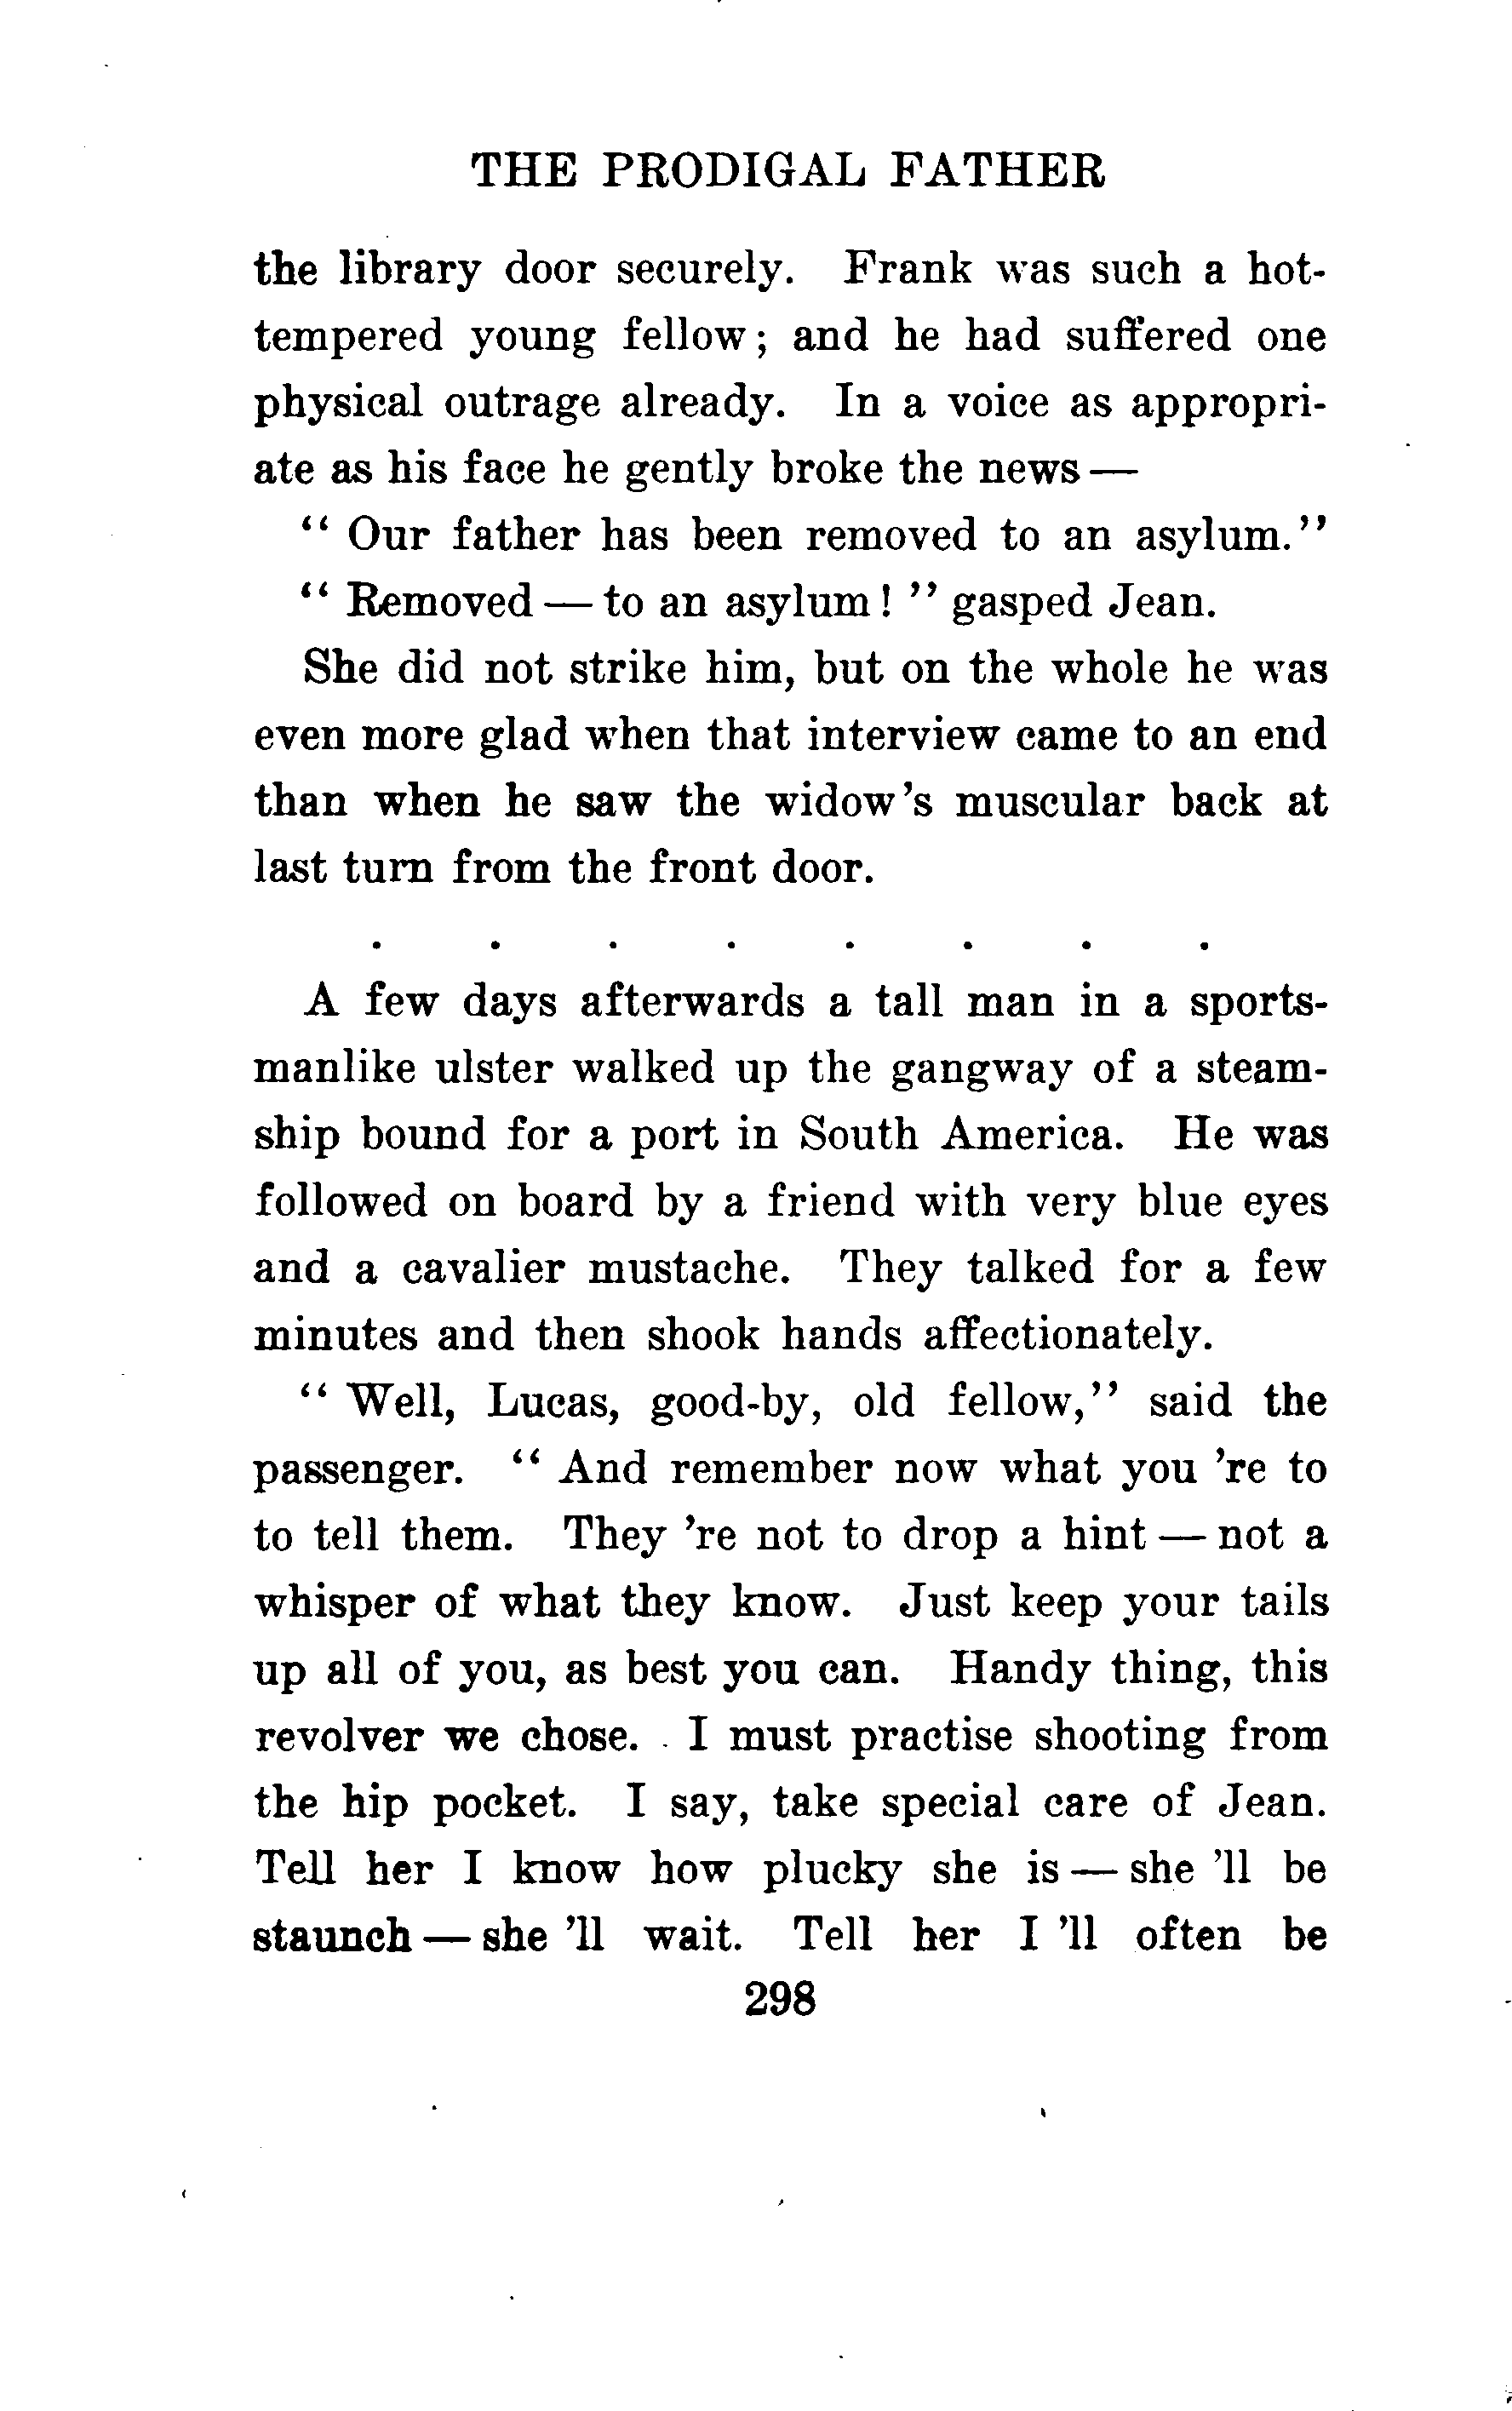 THE PRODIGAL FATHER
the library door securely. Frank was such a hot-
tempered young fellow; and he had suffered one
physical outrage already. In a voice as appropri-
ate as his face he gently broke the news —
“ Our father has been removed to an asylum.”
“ Removed — to an asylum ! ” gasped Jean.
She did not strike him, but on the whole he was
even more glad when that interview came to an end
than when he saw the widow's muscular back at
last turn from the front door.
. . . . . . . .
A few days afterwards a tall man in a sports-
manlike ulster walked up the gangway of a steam-
ship bound for a port in South America. He was
followed on board by a friend with very blue eyes
and a cavalier mustache. They talked for a few
minutes and then shook hands affectionately.
“ Well, Lucas, good-by, old fellow,” said the
passenger. “ And remember now what you 're to
to tell them. They 're not to drop a hint — not a
whisper of what they know. Just keep your tails
up all of you, as best you can. Handy thing, this
revolver we chose. I must practise shooting from
the hip pocket. I say, take special care of Jean.
Tell her I know how plucky she is — she 'll be
staunch — she 'll wait. Tell her I 'll often be
298